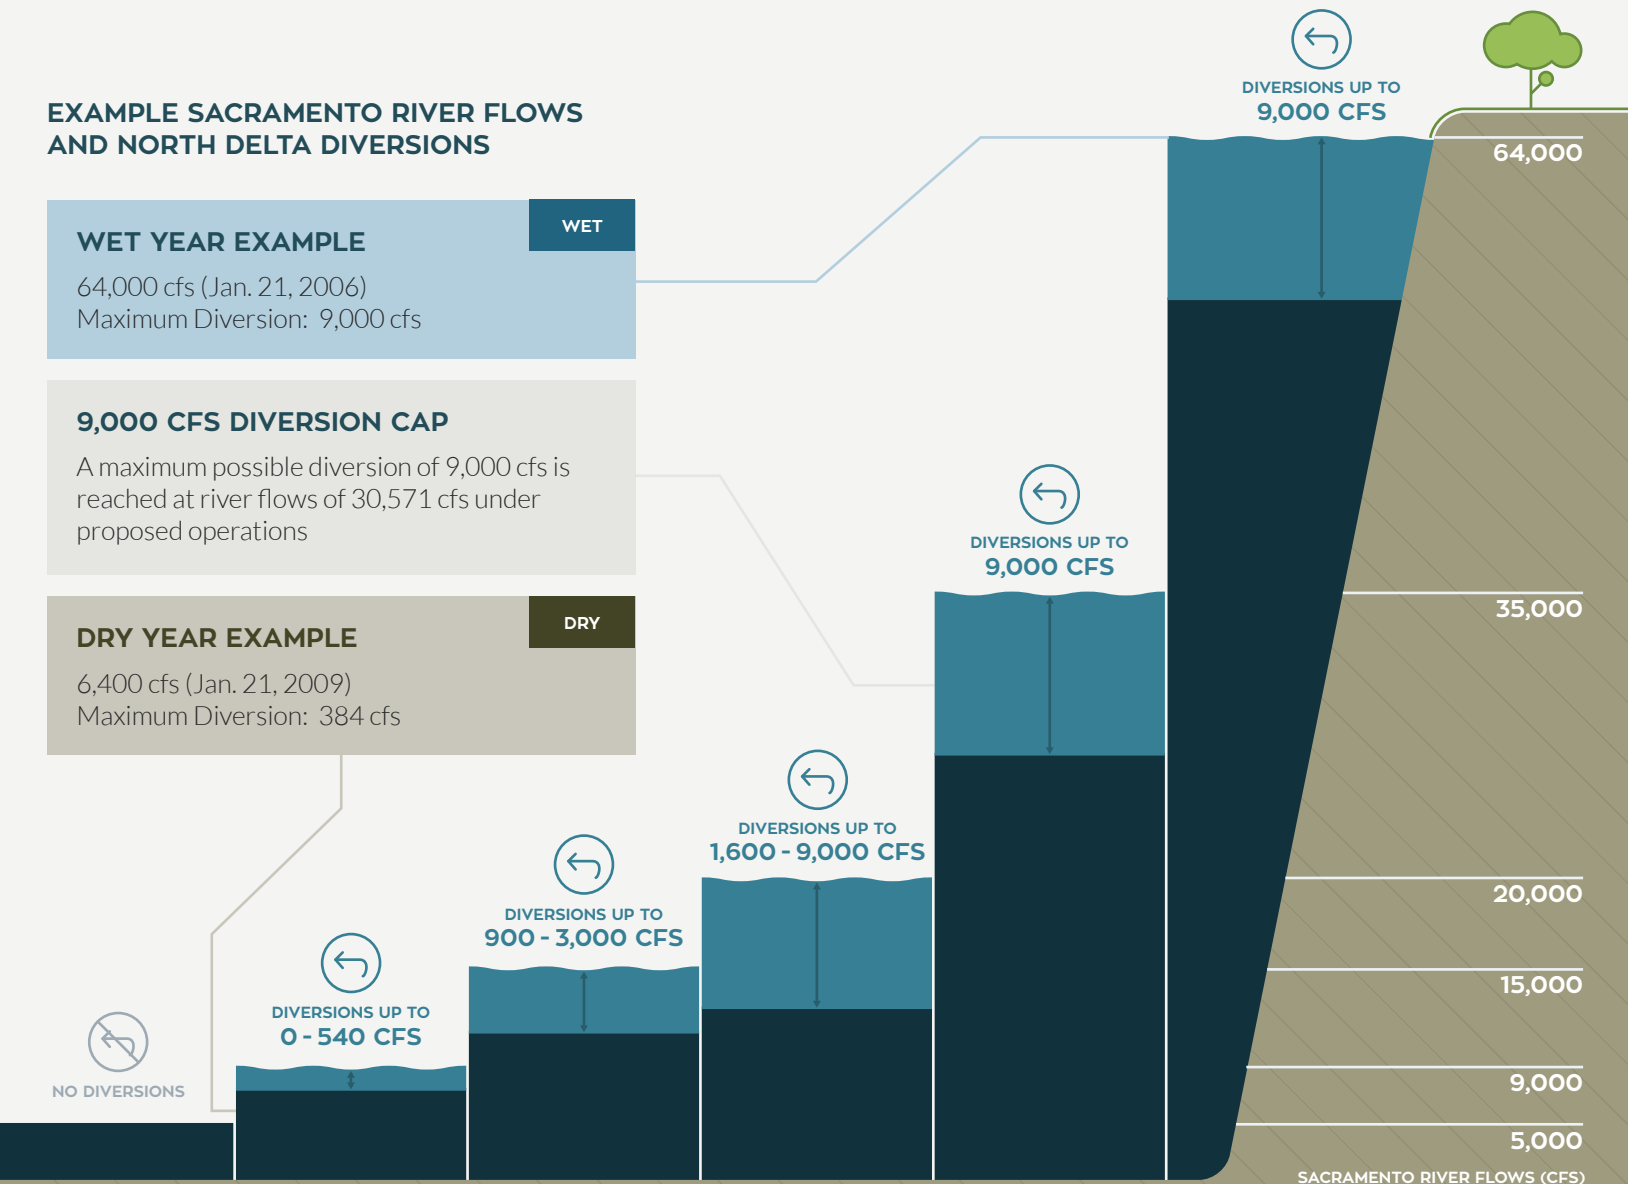 EXAMPLE SACRAMENTO RIVER FLOWS
AND NORTH DELTA DIVERSIONS
WET YEAR EXAMPLE
WET
64,000 cfs (Jan. 21, 2006)
Maximum Diversion: 9,000 cfs
9,000 CFS DIVERSION CAP
A maximum possible diversion of 9,000 cfs is
reached at river flows of 30,571 cfs under
proposed operations
DRY YEAR EXAMPLE
DRY
6,400 cfs (Jan. 21, 2009)
Maximum Diversion: 384 cfs
NO DIVERSIONS
DIVERSIONS UP TO
0 - 540 CFS
DIVERSIONS UP TO
900 - 3,000 CFS
DIVERSIONS UP TO
1,600 - 9,000 CFS
DIVERSIONS UP TO
9,000 CFS
DIVERSIONS UP TO
9,000 CFS
64,000
35,000
20,000
15,000
9,000
5,000
SACRAMENTO RIVER FLOWS (CFS)